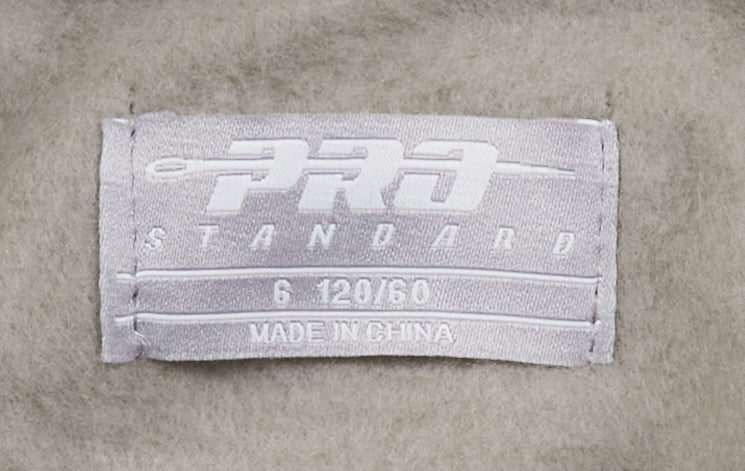 PRO
STANDARD
6 120/60
MADE IN CHINA